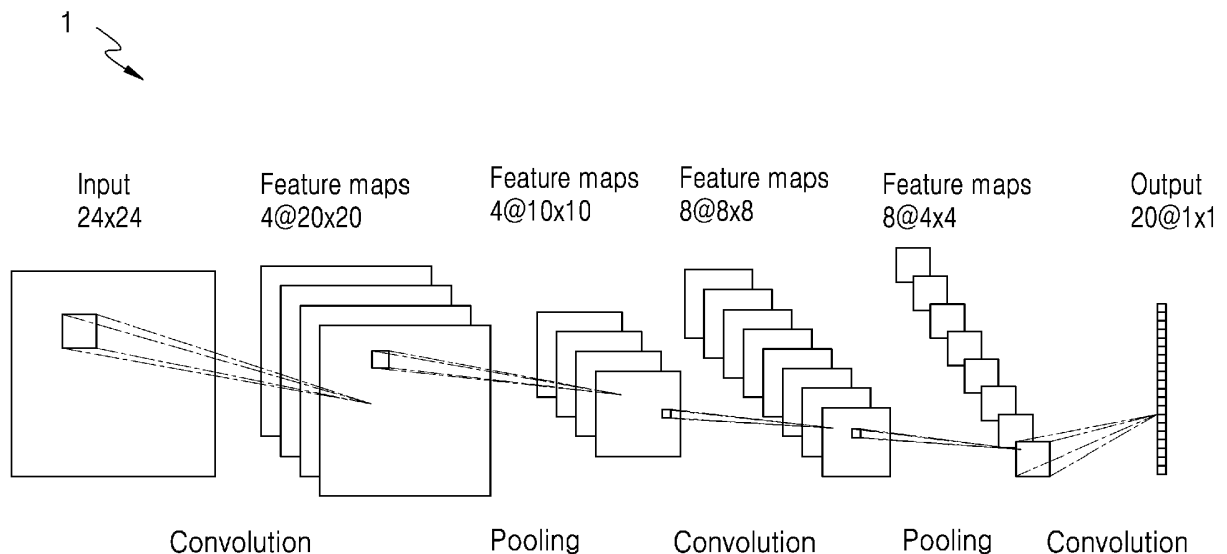 1
Input
24x24
Feature maps
4@20x20
Feature maps
4@10x10
Feature maps
8@8x8
Feature maps
8@4x4
Output
20@1x1
Convolution
Pooling
Convolution
Pooling
Convolution